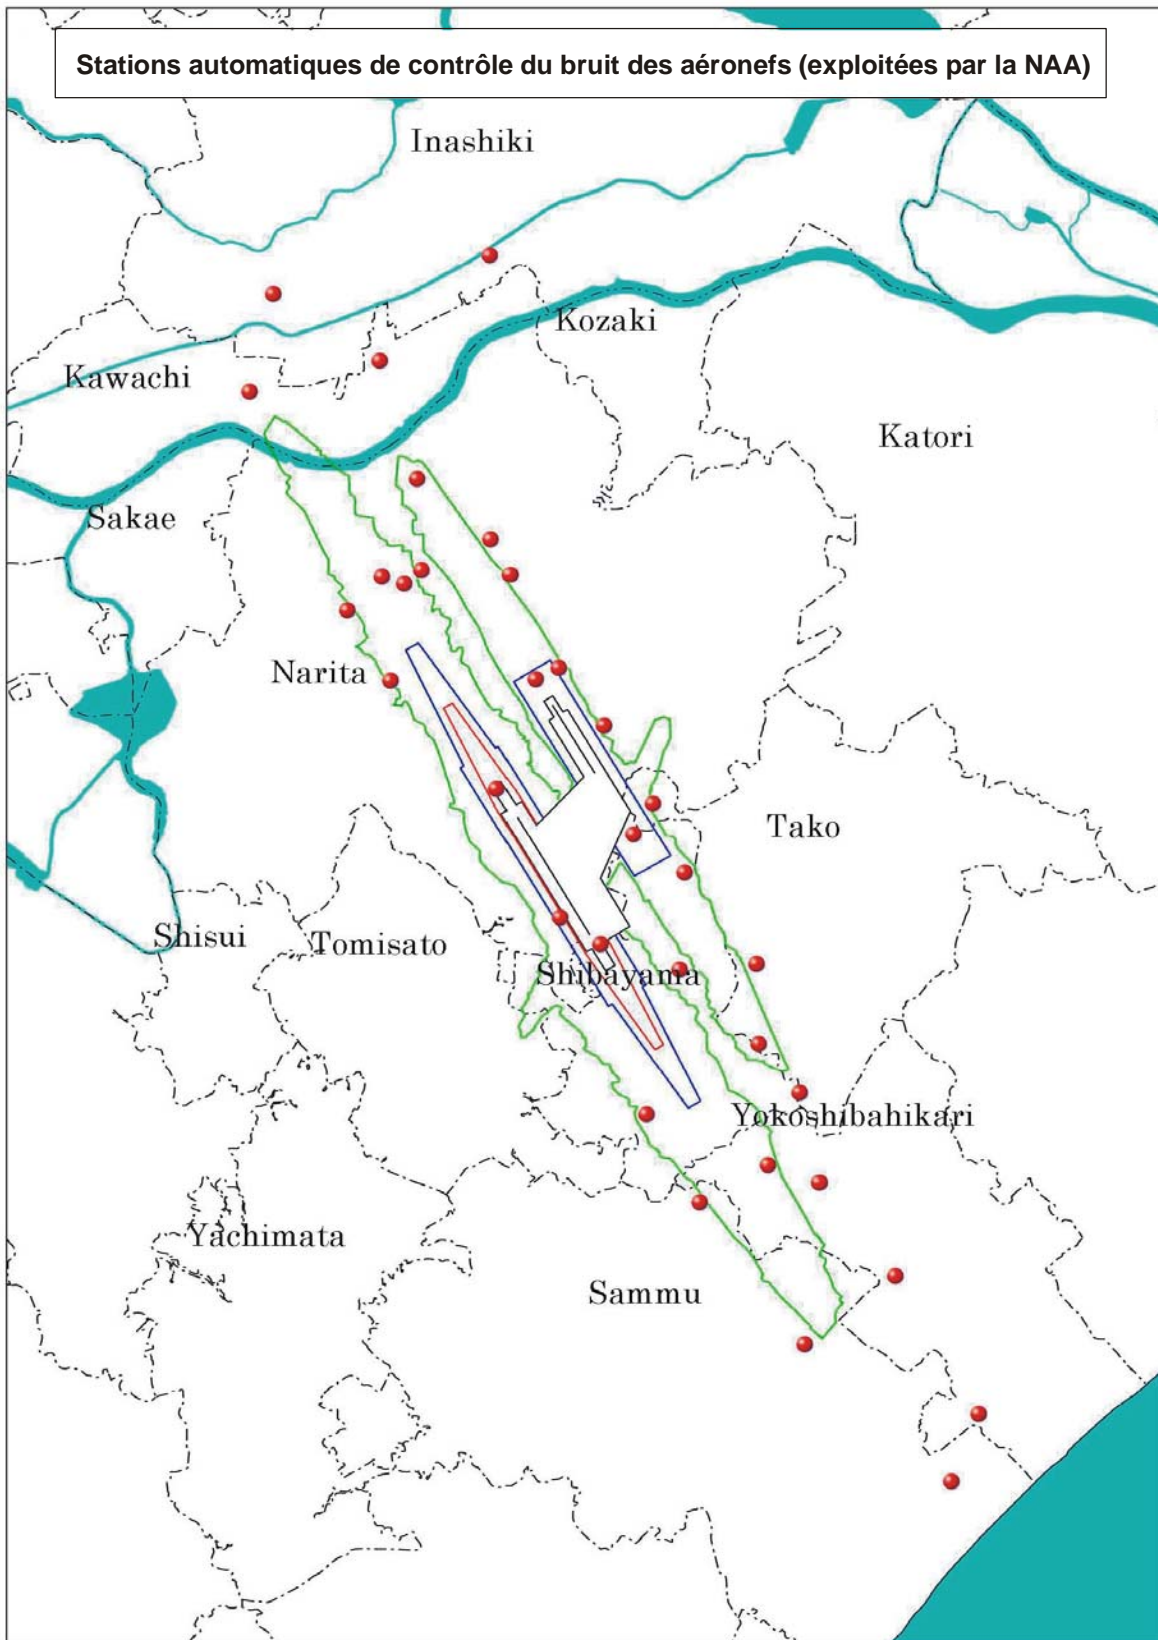 Stations automatiques de contrôle du bruit des aéronefs (exploitées par la NAA)
Inashiki
Kozaki
Kawachi
Katori
Sakae
Narita
Tako
Shisui
Tomisato
Shibayama
Yokoshibahikari
Yachimata
Sammu